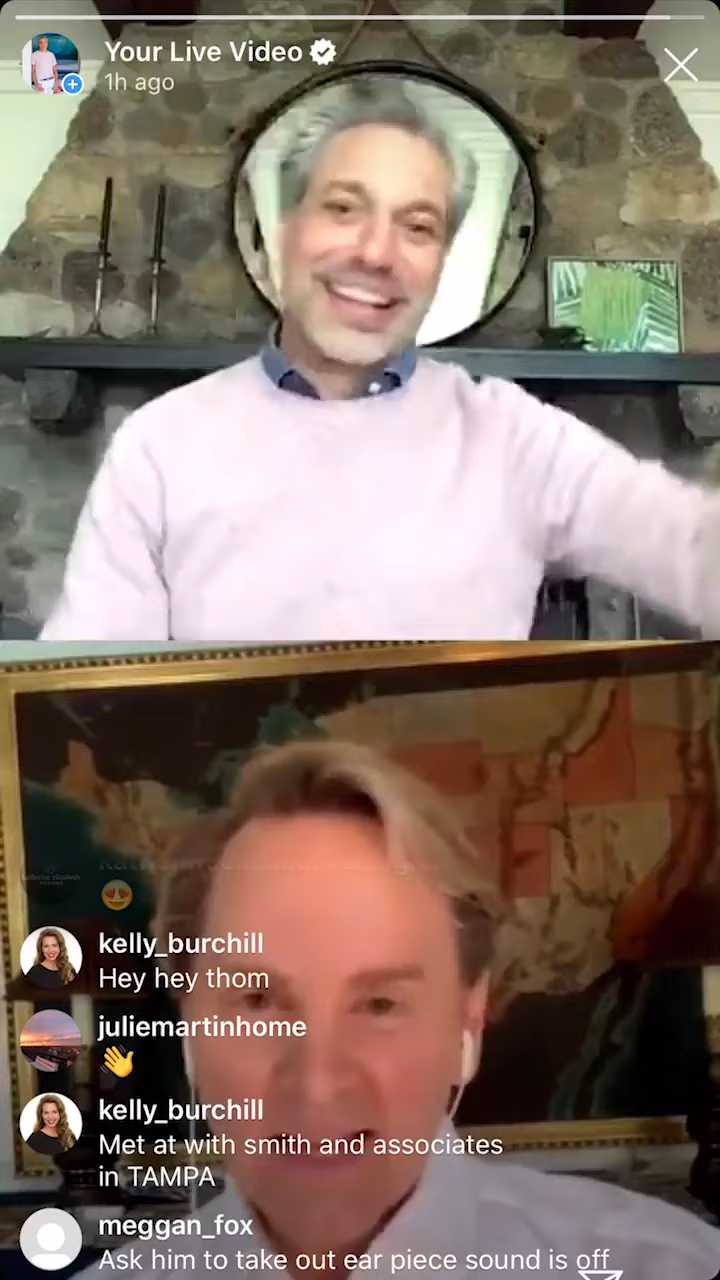 Your Live Video
1h ago
kelly_burchill
Hey hey thom
juliemartinhome
kelly_burchill
Met at with smith and associates
in TAMPA
meggan_fox
Ask him to take out ear piece sound is off